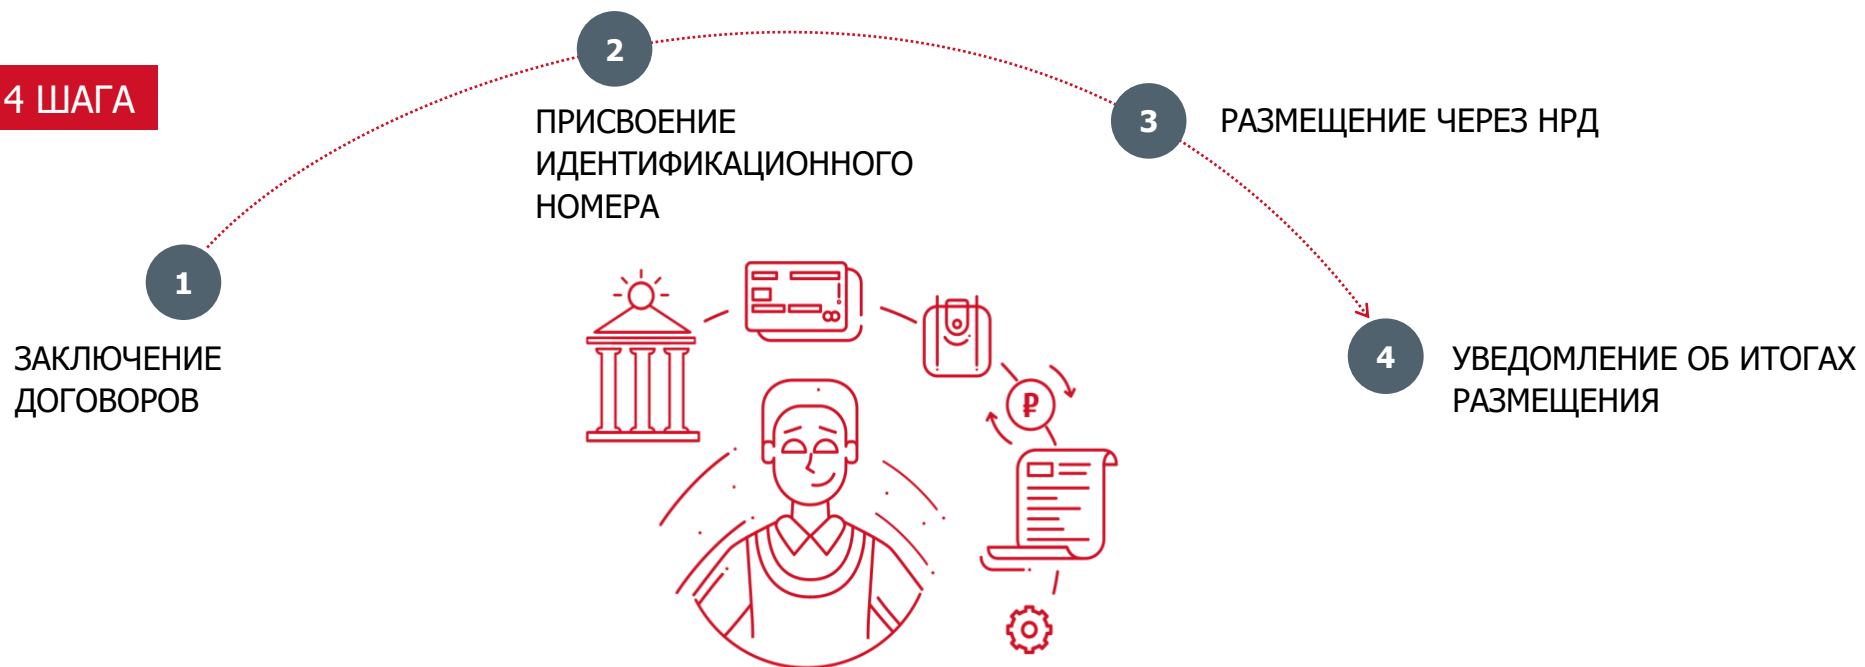 4 ШАГА
1
ЗАКЛЮЧЕНИЕ
ДОГОВОРОВ
2
ПРИСВОЕНИЕ
ИДЕНТИФИКАЦИОННОГО
НОМЕРА
3
РАЗМЕЩЕНИЕ ЧЕРЕЗ НРД
4
УВЕДОМЛЕНИЕ ОБ ИТОГАХ
РАЗМЕЩЕНИЯ
₽